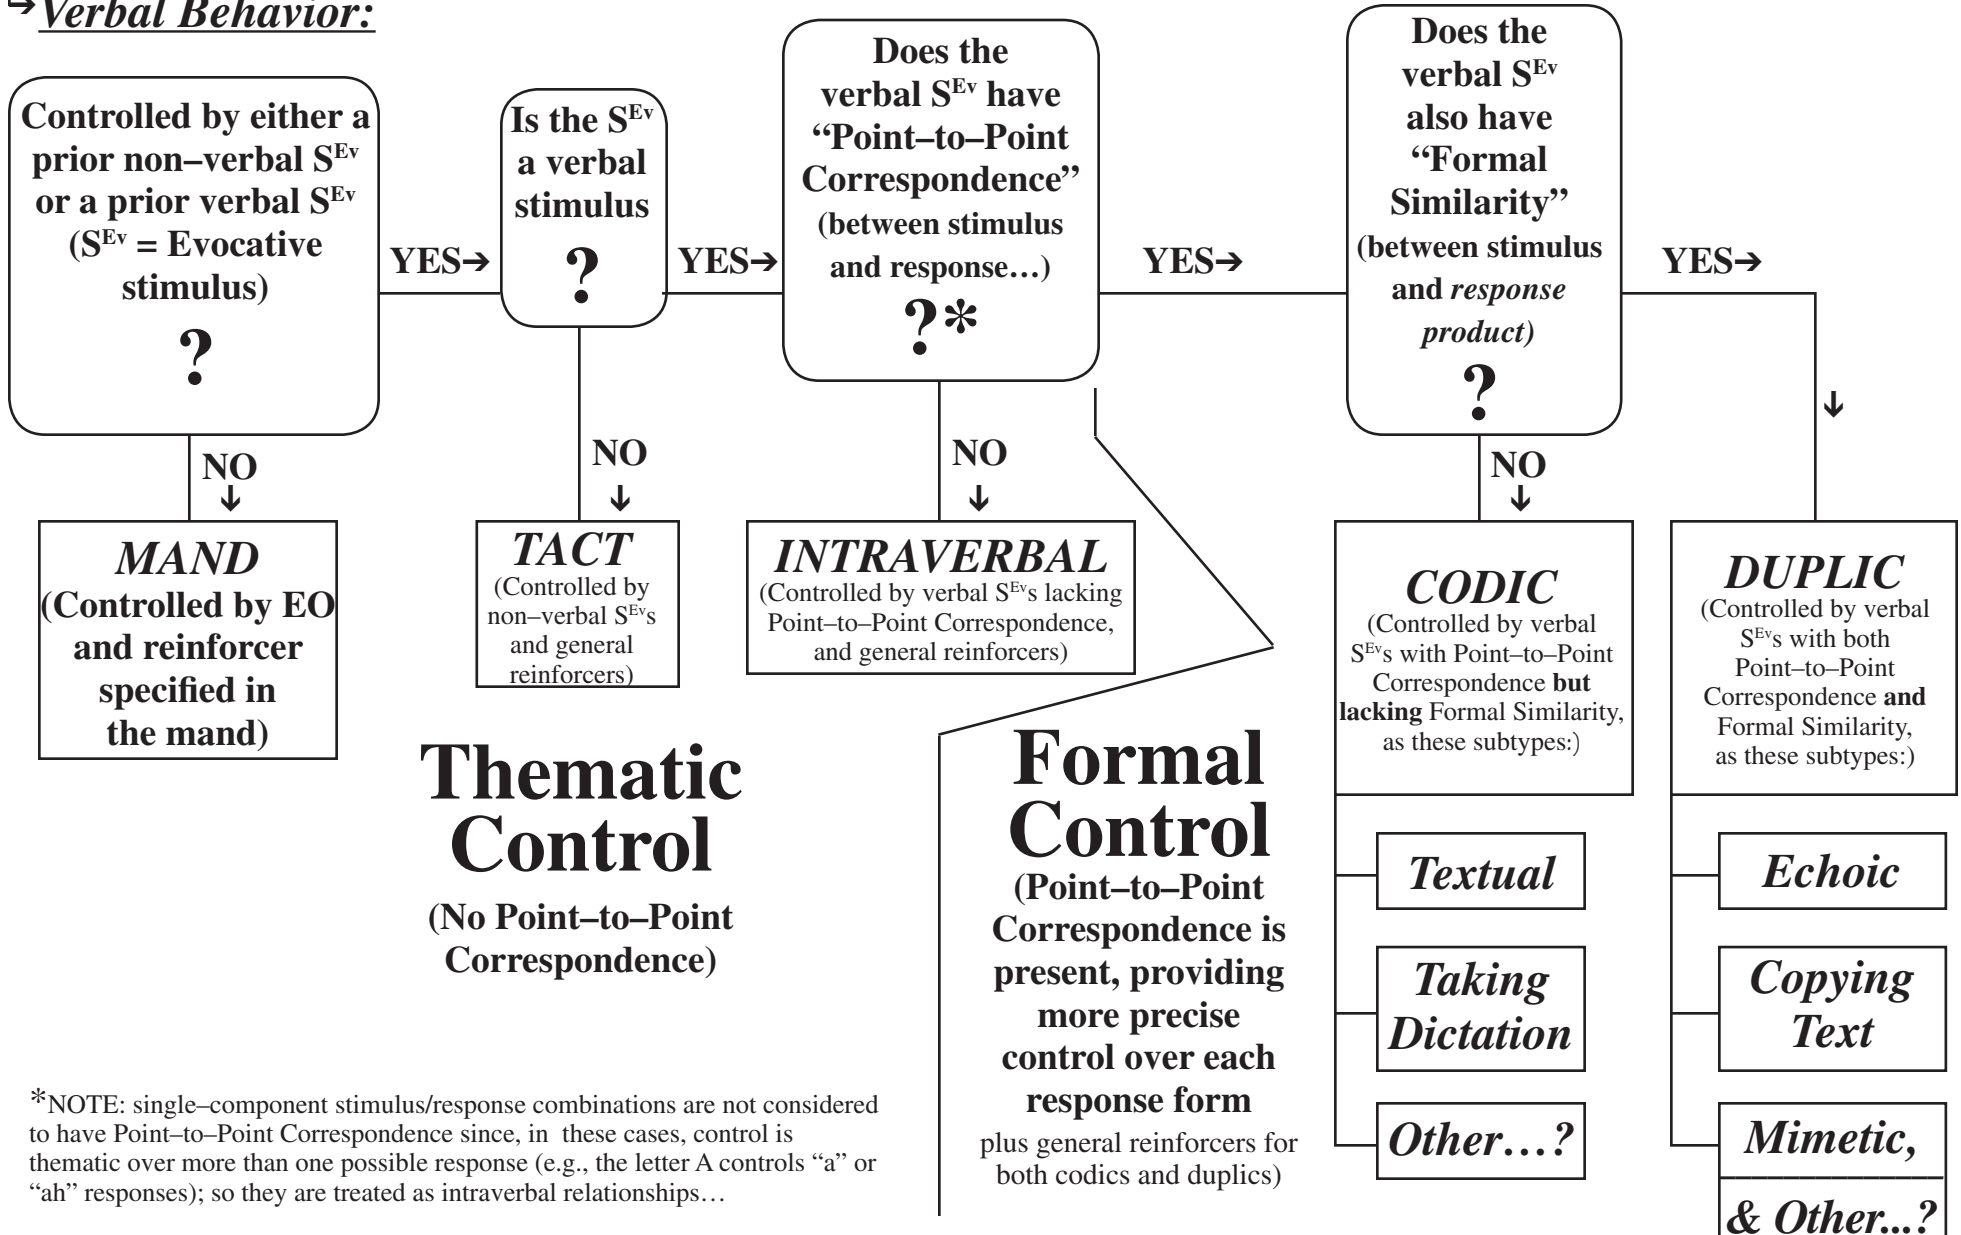 ➔Verbal Behavior:
Controlled by either a
prior non–verbal SEv
or a prior verbal SEv
(SEv = Evocative
stimulus)
?
YES➔
NO
↓
MAND
(Controlled by EO
and reinforcer
specified in
the mand)
Is the SEv
a verbal
stimulus
?
YES➔
NO
↓
TACT
(Controlled by
non–verbal SEvs
and general
reinforcers)
Does the
verbal SEv have
“Point–to–Point
Correspondence”
(between stimulus
and response…)
?*
YES➔
NO
↓
INTRAVERBAL
(Controlled by verbal SEvs lacking
Point–to–Point Correspondence,
and general reinforcers)
Does the
verbal SEv
also have
“Formal
Similarity”
(between stimulus
and response
product)
?
YES➔
↓
NO
↓
CODIC
(Controlled by verbal
SEvs with Point–to–Point
Correspondence but
lacking Formal Similarity,
as these subtypes:)
Textual
Taking
Dictation
Other…?
DUPLIC
(Controlled by verbal
SEvs with both
Point–to–Point
Correspondence and
Formal Similarity,
as these subtypes:)
Echoic
Copying
Text
Mimetic,
& Other...?
Thematic
Control
(No Point–to–Point
Correspondence)
Formal
Control
(Point–to–Point
Correspondence is
present, providing
more precise
control over each
response form
plus general reinforcers for
both codics and duplics)
*NOTE: single–component stimulus/response combinations are not considered
to have Point–to–Point Correspondence since, in these cases, control is
thematic over more than one possible response (e.g., the letter A controls “a” or
“ah” responses); so they are treated as intraverbal relationships…